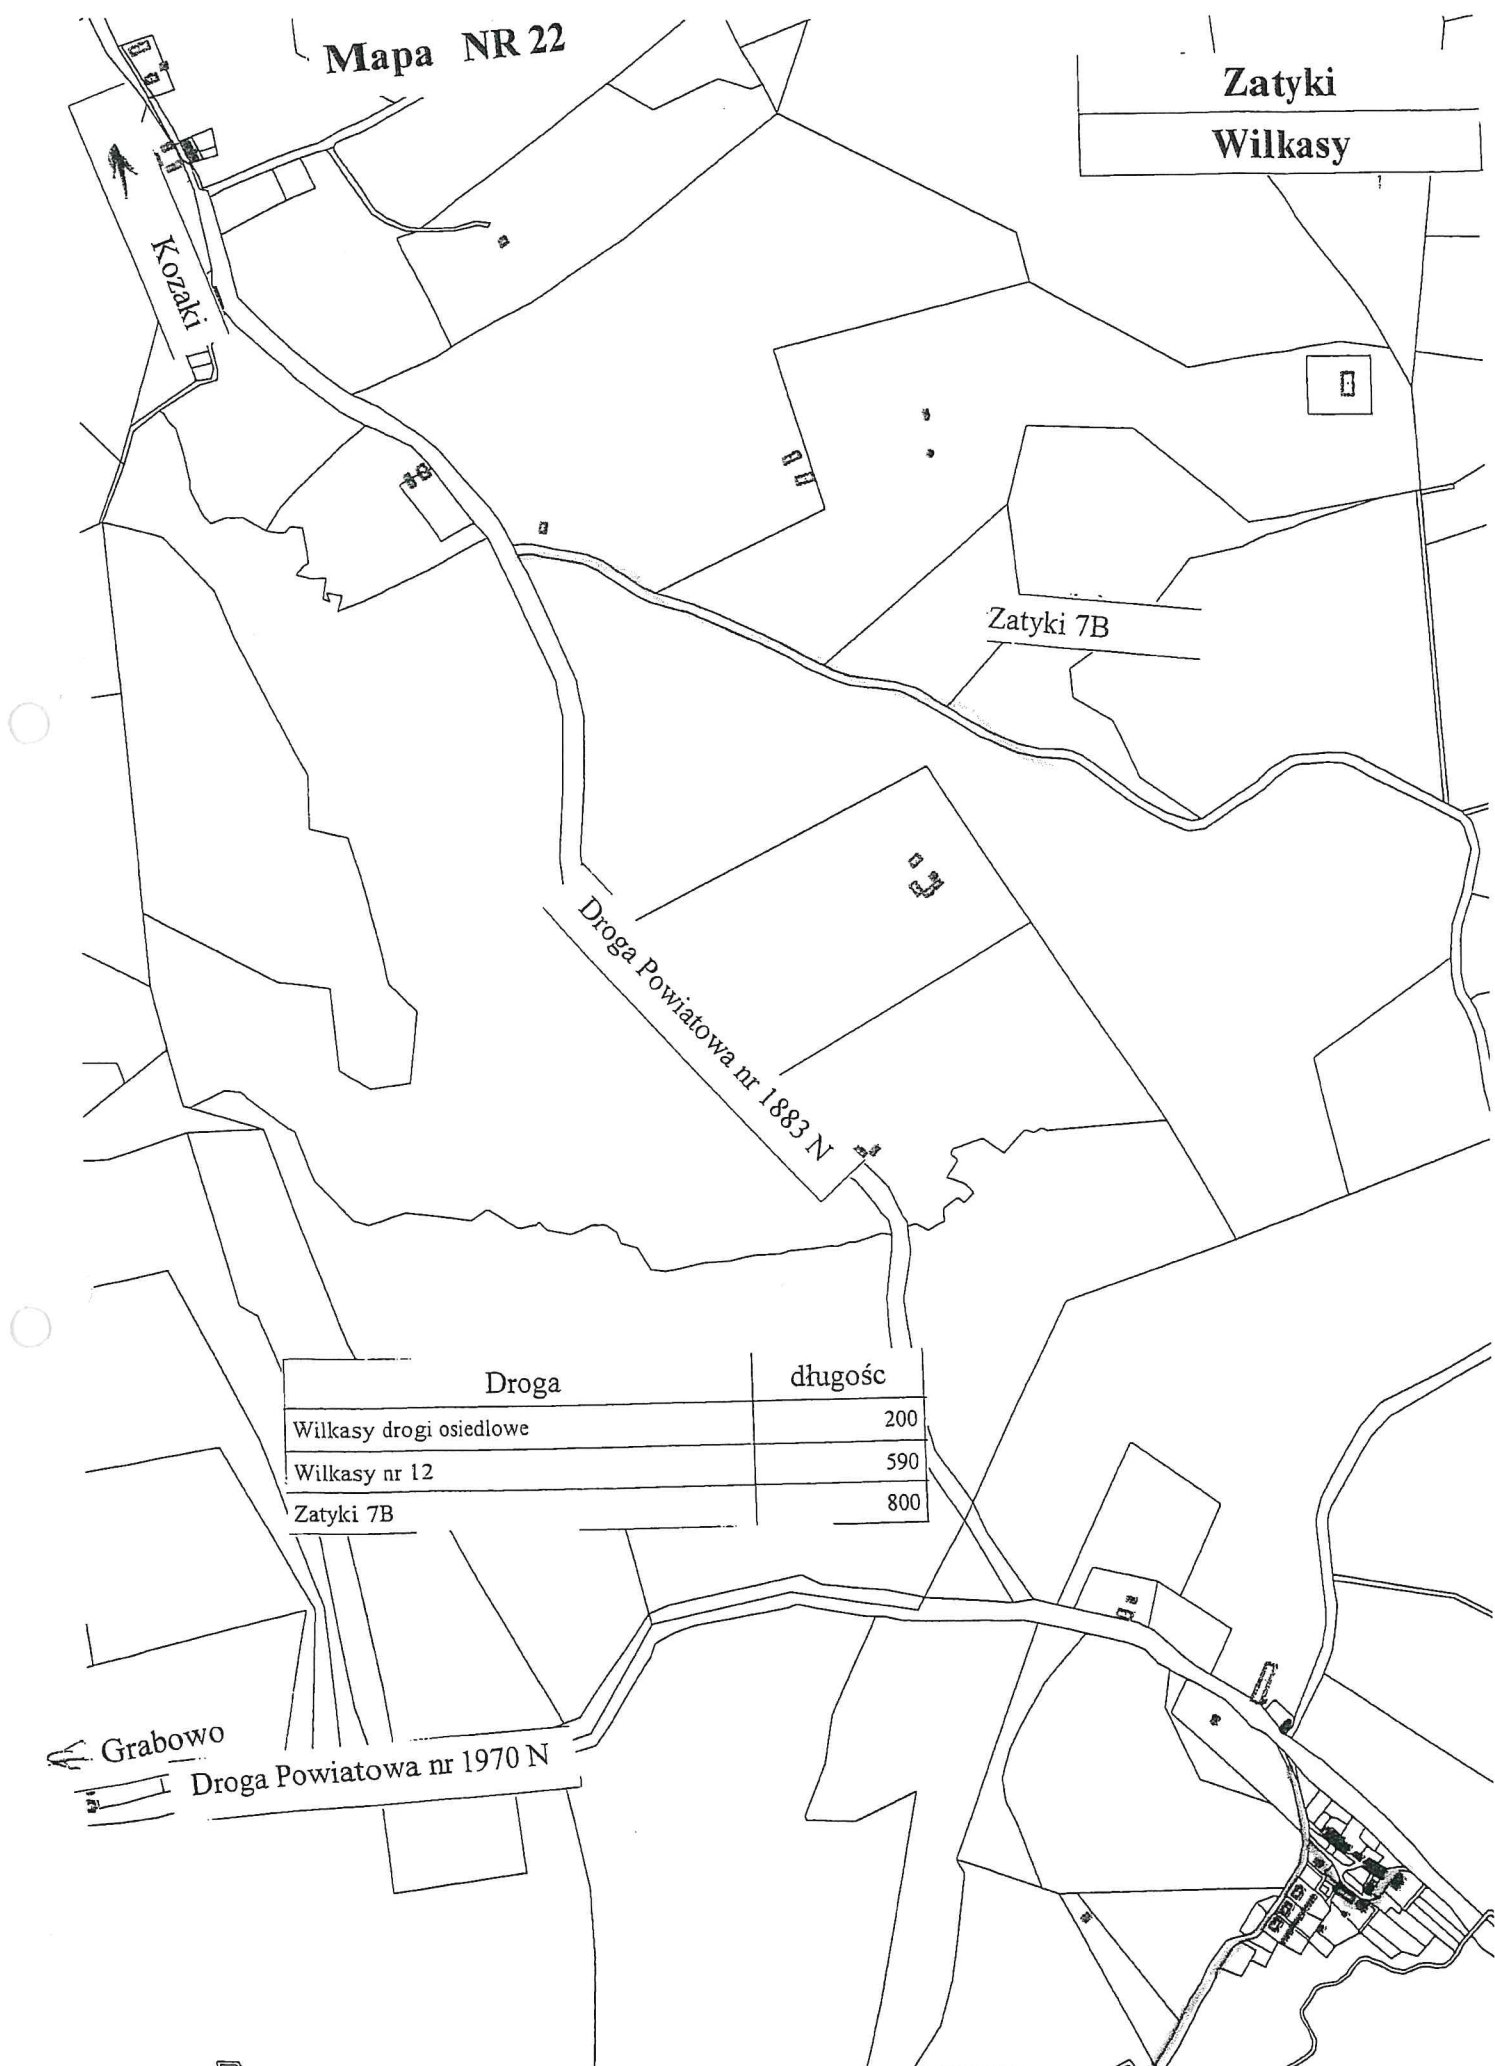 Mapa NR 22
Zatyki
Wilkasy
Kozaki
Zatyki 7B
Droga Powiatowa nr 1883 N
Droga długośc
Wilkasy drogi osiedlowe 200
Wilkasy nr 12 590
Zatyki 7B 800
Grabowo
Droga Powiatowa nr 1970 N